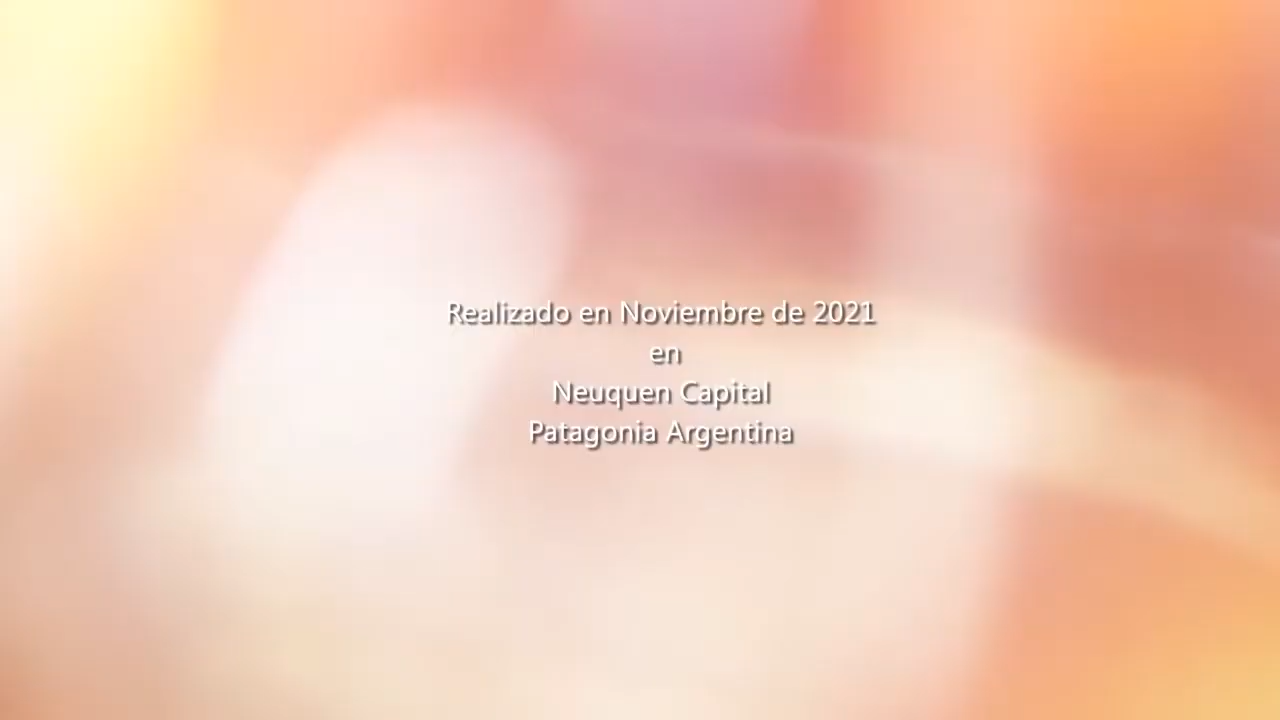 Realizado en Noviembre de 2021
en
Neuquen Capital
Patagonia Argentina